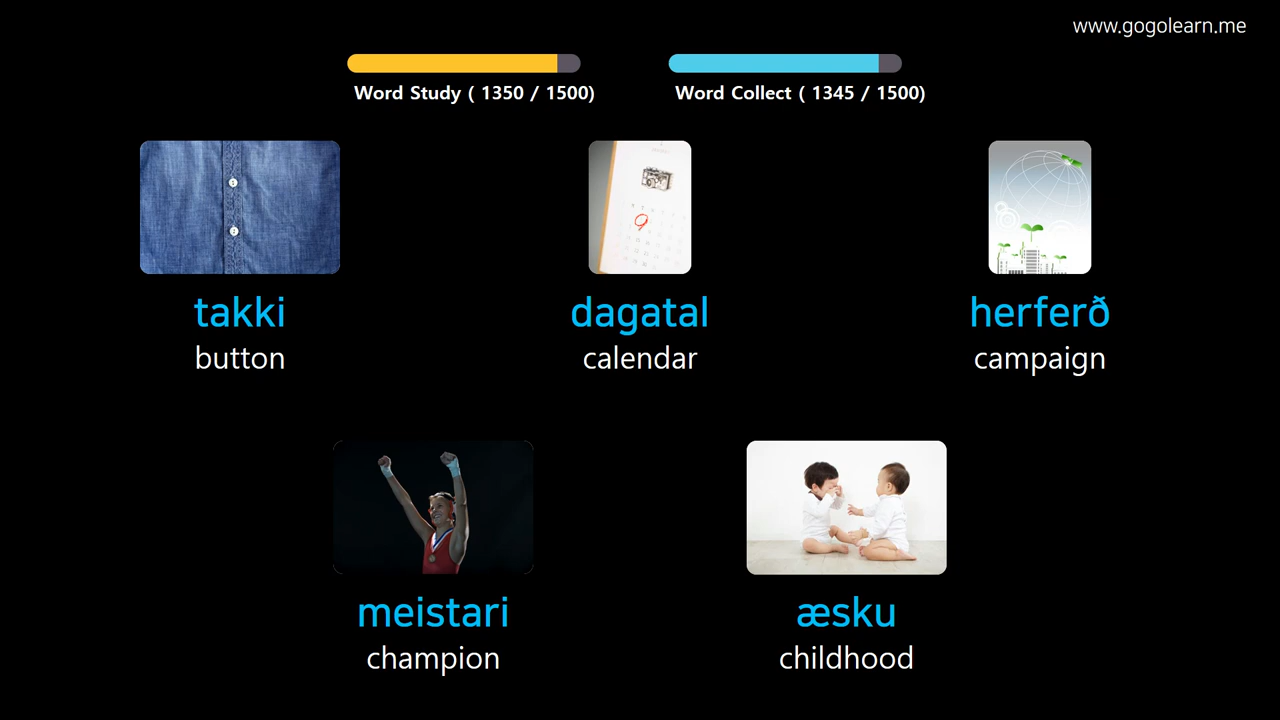 www.gogolearn.me
Word Study ( 1350 / 1500)
Word Collect ( 1345 / 1500)
takki
button
dagatal
calendar
herferð
campaign
meistari
champion
æsku
childhood